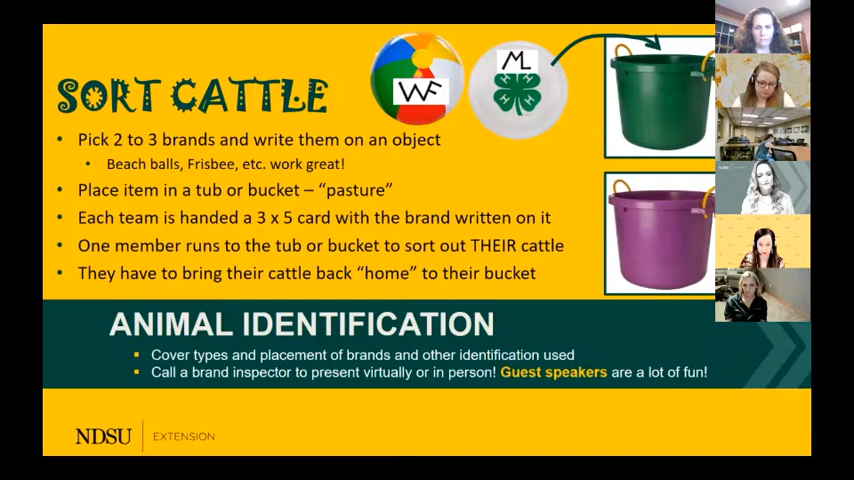 SORT CATTLE
WF
ML
H H H H
• Pick 2 to 3 brands and write them on an object
• Beach balls, Frisbee, etc. work great!
• Place item in a tub or bucket – “pasture”
• Each team is handed a 3 x 5 card with the brand written on it
• One member runs to the tub or bucket to sort out THEIR cattle
• They have to bring their cattle back “home” to their bucket
ANIMAL IDENTIFICATION
▪ Cover types and placement of brands and other identification used
▪ Call a brand inspector to present virtually or in person! Guest speakers are a lot of fun!
NDSU EXTENSION